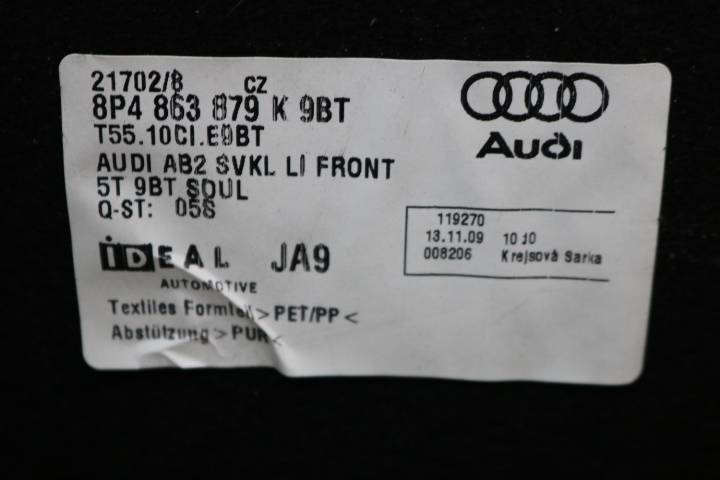 21702/8 CZ
8P4 863 879 K 9BT
T55.10CI.E9BT
AUDI AB2 SVKL LI FRONT
5T 9BT SOUL
Q-ST: 05S
IDEAL JA9
AUTOMOTIVE
Textiles Formteil > PET/PP <
Abstützung > PUR <
Audi
119270
13.11.09 10:10
008206 Krejsová Sarka